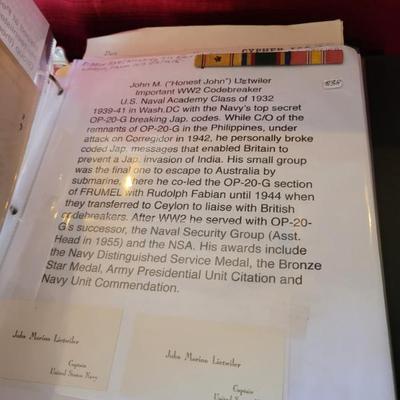 CYPHER
John M. ("Honest John") Lietwiler
Important WW2 Codebreaker
U.S. Naval Academy Class of 1932
1939-41 in Wash.DC with the Navy's top secret
OP-20-G breaking Jap. codes. While C/O of the
remnants of OP-20-G in the Philippines, under
attack on Corregidor in 1942, he personally broke
coded Jap. messages that enabled Britain to
prevent a Jap. invasion of India. His small group
was the final one to escape to Australia by
submarine, where he co-led the OP-20-G section
of FRUMEL with Rudolph Fabian until 1944 when
they transferred to Ceylon to liaise with British
codebreakers. After WW2 he served with OP-20-
G's successor, the Naval Security Group (Asst.
Head in 1955) and the NSA. His awards include
the Navy Distinguished Service Medal, the Bronze
Star Medal, Army Presidential Unit Citation and
Navy Unit Commendation.
John Marion Lietwiler
Captain
United States Navy
John Marion Lietwiler
Captain
United States Navy